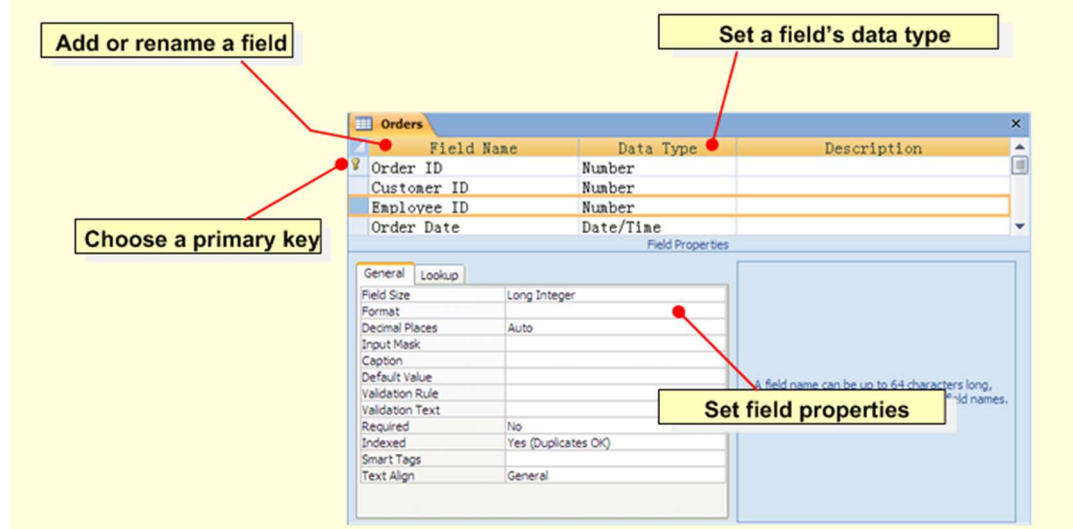 Add or rename a field
Set a field's data type
Orders
Field Name Data Type Description
Order ID Number
Customer ID Number
Employee ID Number
Order Date Date/Time
Choose a primary key
Field Properties
General Lookup
Field Size Long Integer
Format
Decimal Places Auto
Input Mask
Caption
Default Value
Validation Rule
Validation Text
Required No
Indexed Yes (Duplicates OK)
Smart Tags
Text Align General
A field name can be up to 64 characters long,
field names.
Set field properties